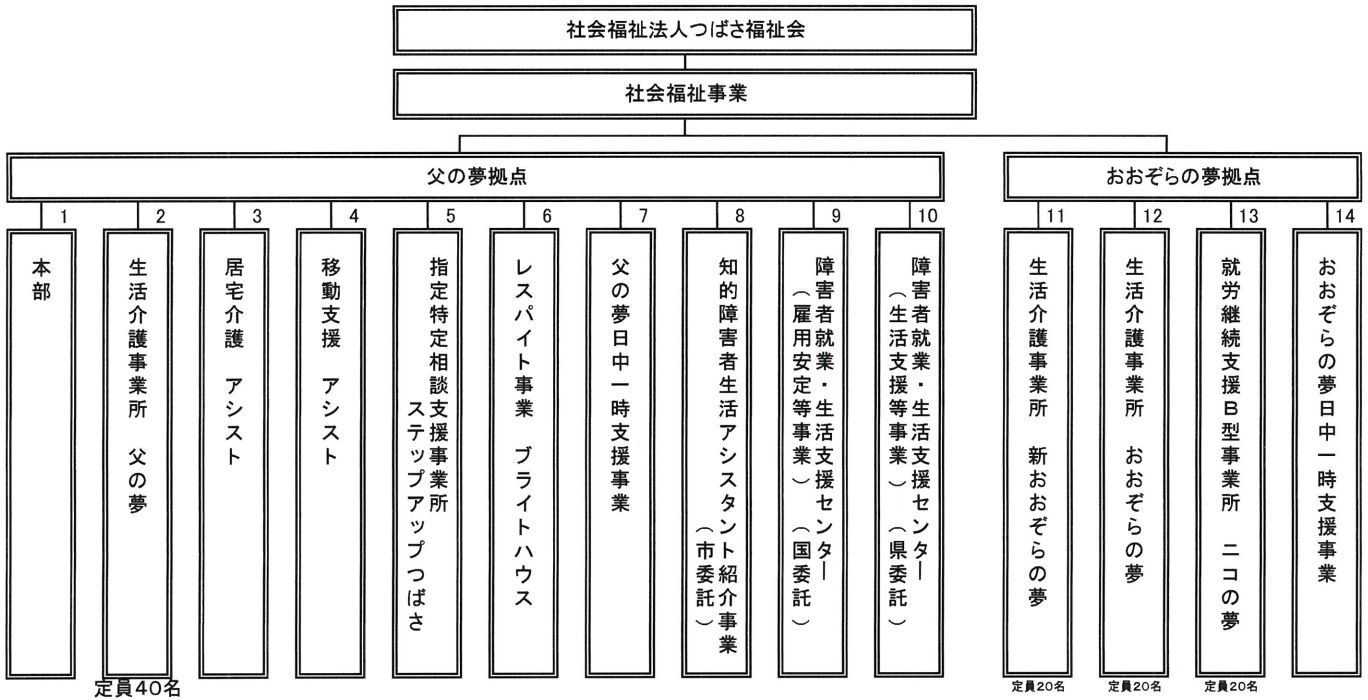 社会福祉法人つばさ福祉会
社会福祉事業
父の夢拠点
おおぞらの夢拠点
1
本部
2
生活介護事業所　父の夢
定員40名
3
居宅介護　アシスト
4
移動支援　アシスト
5
指定特定相談支援事業所
ステップアップつばさ
6
レスパイト事業　ブライトハウス
7
父の夢日中一時支援事業
8
知的障害者生活アシスタント紹介事業
（市委託）
9
障害者就業・生活支援センター
（雇用安定等事業）（国委託）
10
障害者就業・生活支援センター
（生活支援等事業）（県委託）
11
生活介護事業所　新おおぞらの夢
定員20名
12
生活介護事業所　おおぞらの夢
定員20名
13
就労継続支援B型事業所　ニコの夢
定員20名
14
おおぞらの夢日中一時支援事業